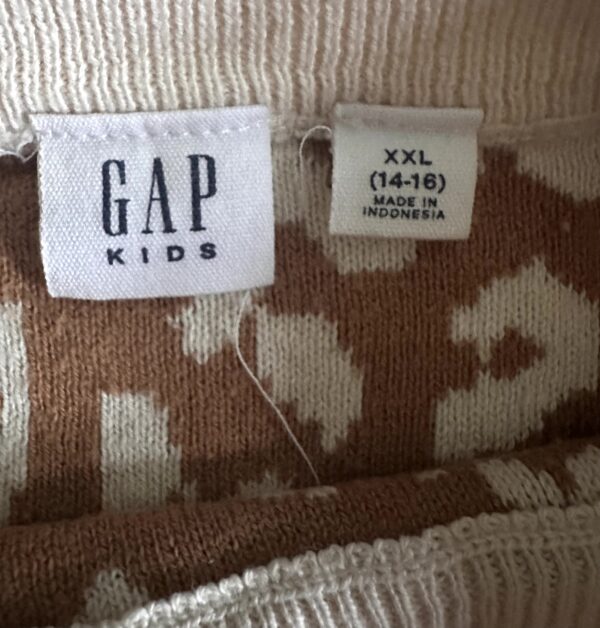 GAP
KIDS
XXL
(14-16)
MADE IN
INDONESIA